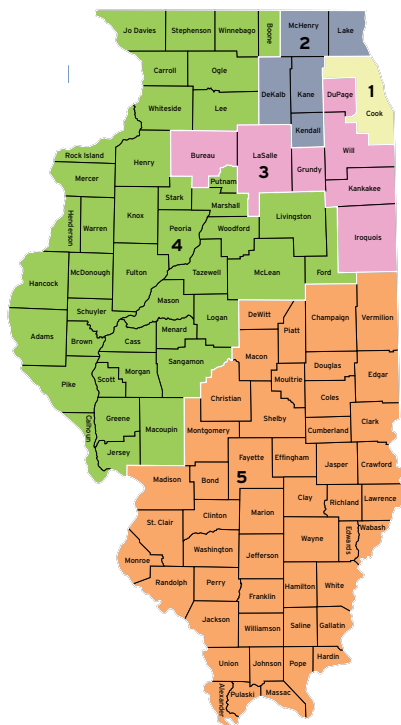 Jo Davies
Stephenson
Winnebago
Boone
McHenry
Lake
2
Carroll
Ogle
DeKalb
Kane
DuPage
1
Cook
Whiteside
Lee
Kendall
Rock Island
Henry
Bureau
LaSalle
3
Grundy
Will
Mercer
Putnam
Kankakee
Stark
Marshall
Henderson
Warren
Knox
Peoria
4
Woodford
Livingston
Iroquois
Hancock
McDonough
Fulton
Tazewell
McLean
Ford
Mason
Schuyler
Logan
DeWitt
Piatt
Champaign
Vermilion
Adams
Brown
Cass
Menard
Macon
Sangamon
Douglas
Edgar
Pike
Scott
Morgan
Moultrie
Christian
Coles
Greene
Calhoun
Macoupin
Montgomery
Shelby
Cumberland
Clark
Jersey
Fayette
Effingham
Jasper
Crawford
Madison
Bond
5
Clay
Richland
Lawrence
Clinton
Marion
St. Clair
Wayne
Edwards
Wabash
Washington
Jefferson
Monroe
Randolph
Perry
Franklin
Hamilton
White
Jackson
Williamson
Saline
Gallatin
Union
Johnson
Pope
Hardin
Alexander
Pulaski
Massac